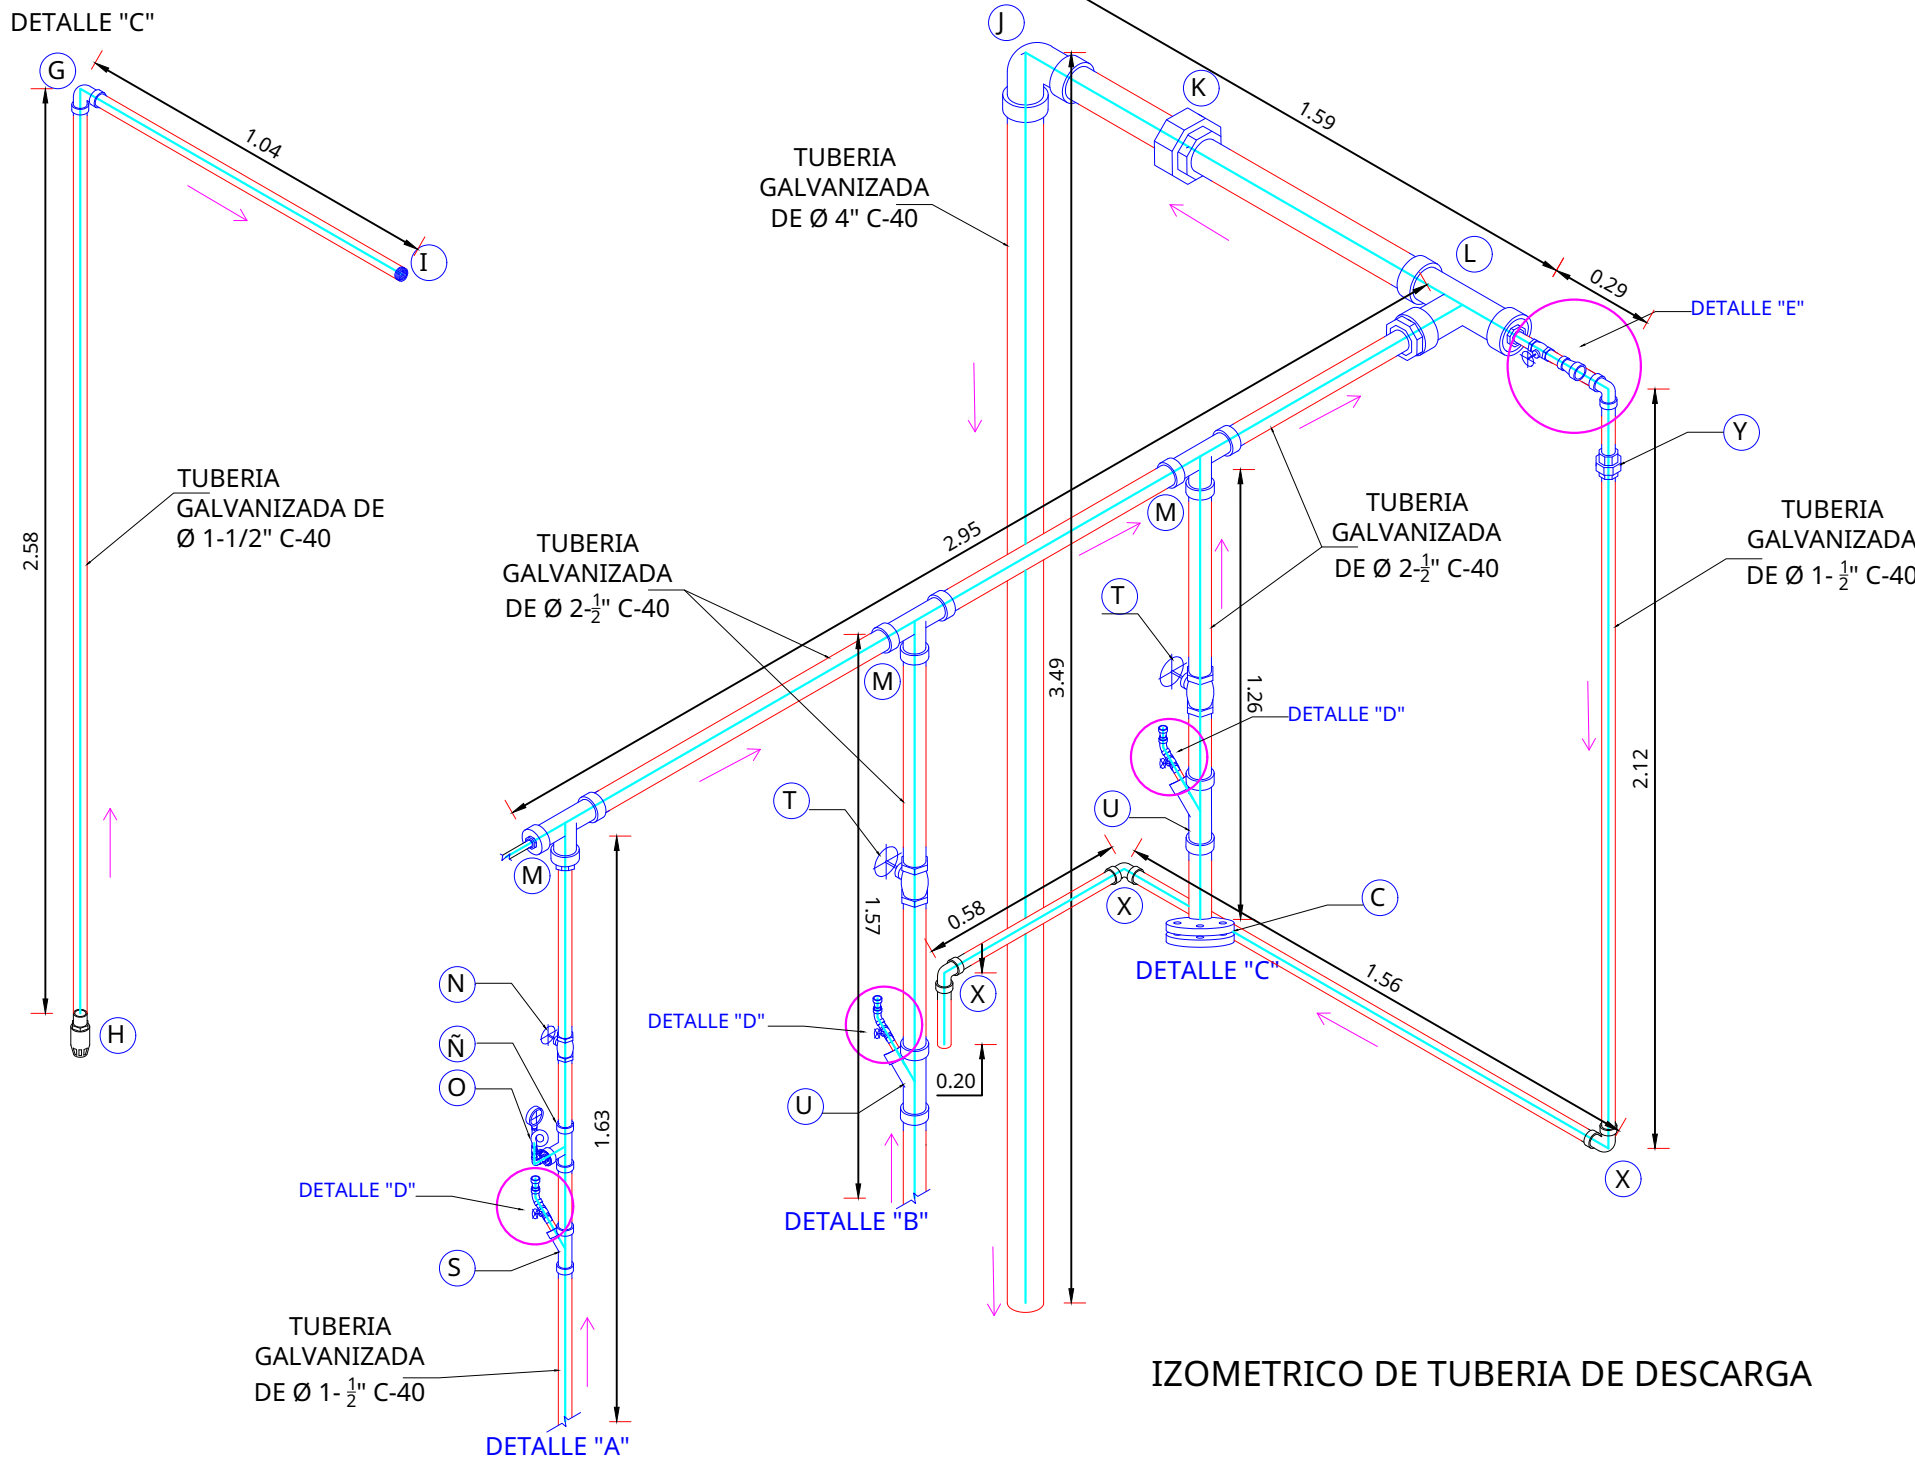 DETALLE "C"
G
1.04
I
2.58
TUBERIA
GALVANIZADA DE
Ø 1-1/2" C-40
H
J
K
1.59
TUBERIA
GALVANIZADA
DE Ø 4" C-40
L
0.29
DETALLE "E"
Y
TUBERIA
GALVANIZADA
DE Ø 2-1/2" C-40
2.95
M
TUBERIA
GALVANIZADA
DE Ø 2-1/2" C-40
TUBERIA
GALVANIZADA
DE Ø 1- 1/2" C-40
T
M
3.49
1.26
DETALLE "D"
2.12
T
U
M
1.57
0.58
X
C
DETALLE "C"
1.56
N
X
DETALLE "D"
Ñ
O
0.20
U
1.63
X
DETALLE "D"
DETALLE "B"
S
TUBERIA
GALVANIZADA
DE Ø 1- 1/2" C-40
IZOMETRICO DE TUBERIA DE DESCARGA
DETALLE "A"